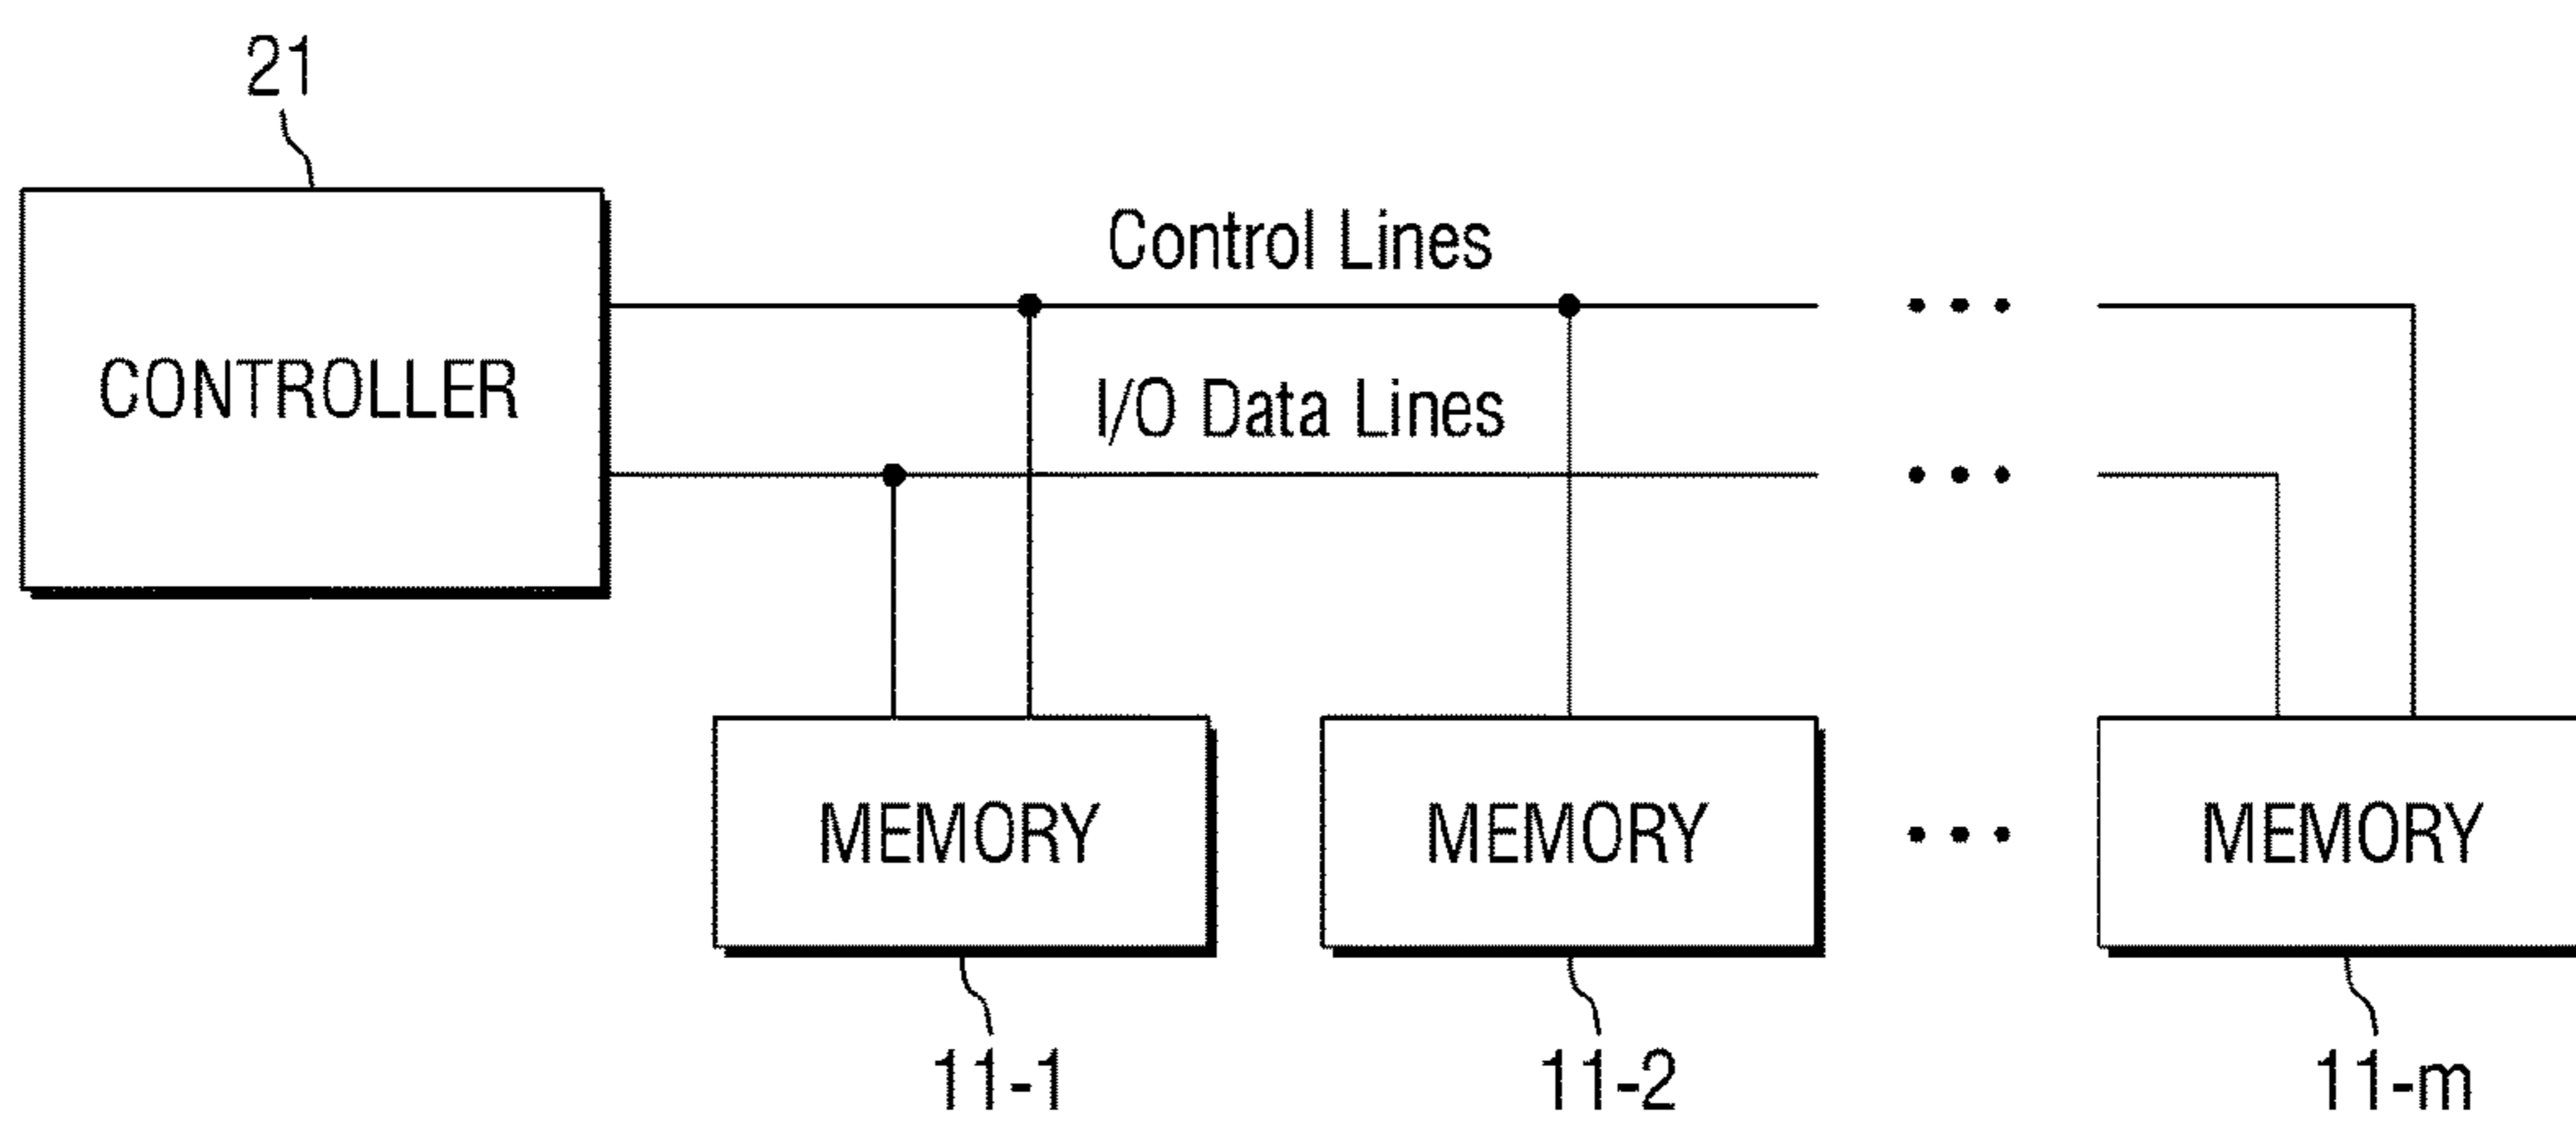 21
CONTROLLER
Control Lines
I/O Data Lines
MEMORY
MEMORY
MEMORY
11-1
11-2
11-m